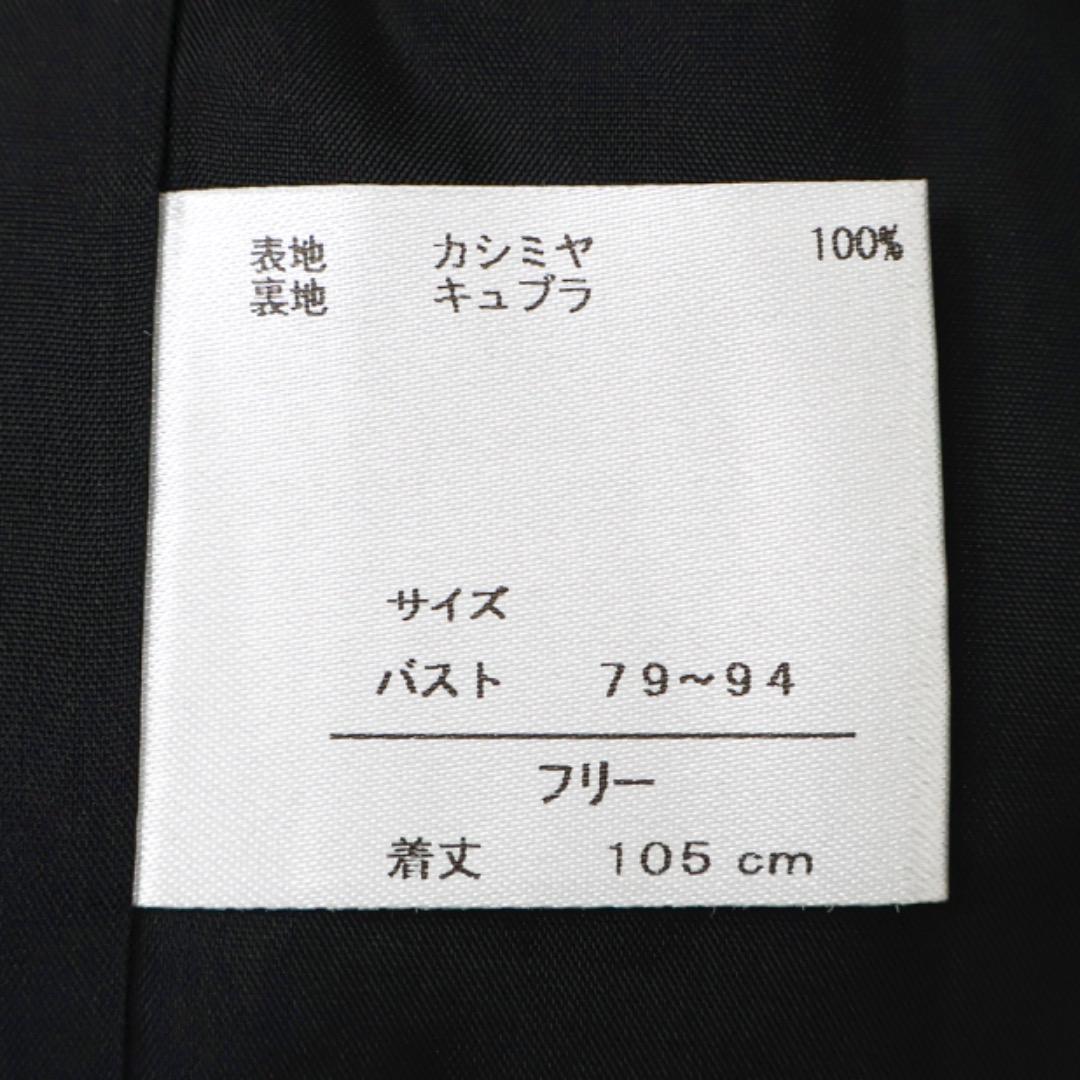 表地 カシミヤ 100%
裏地 キュプラ
サイズ
バスト 79～94
フリー
着丈 105 cm